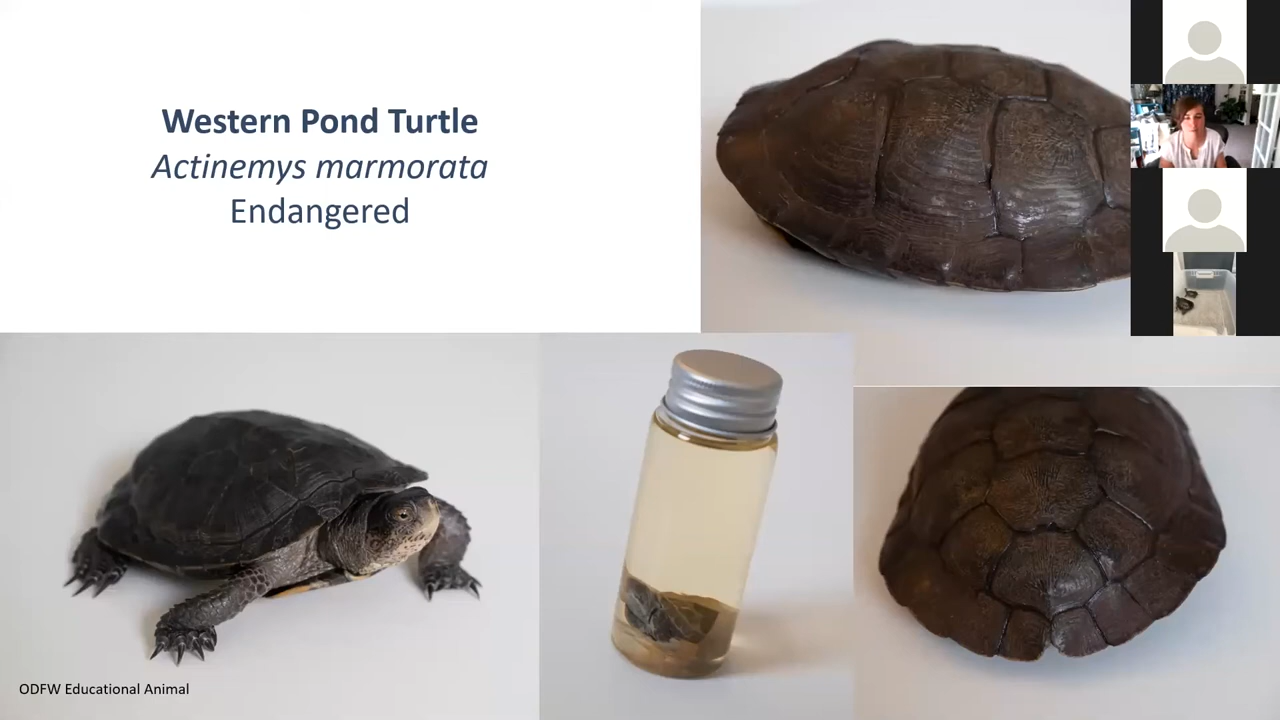 Western Pond Turtle
Actinemys marmorata
Endangered
ODFW Educational Animal